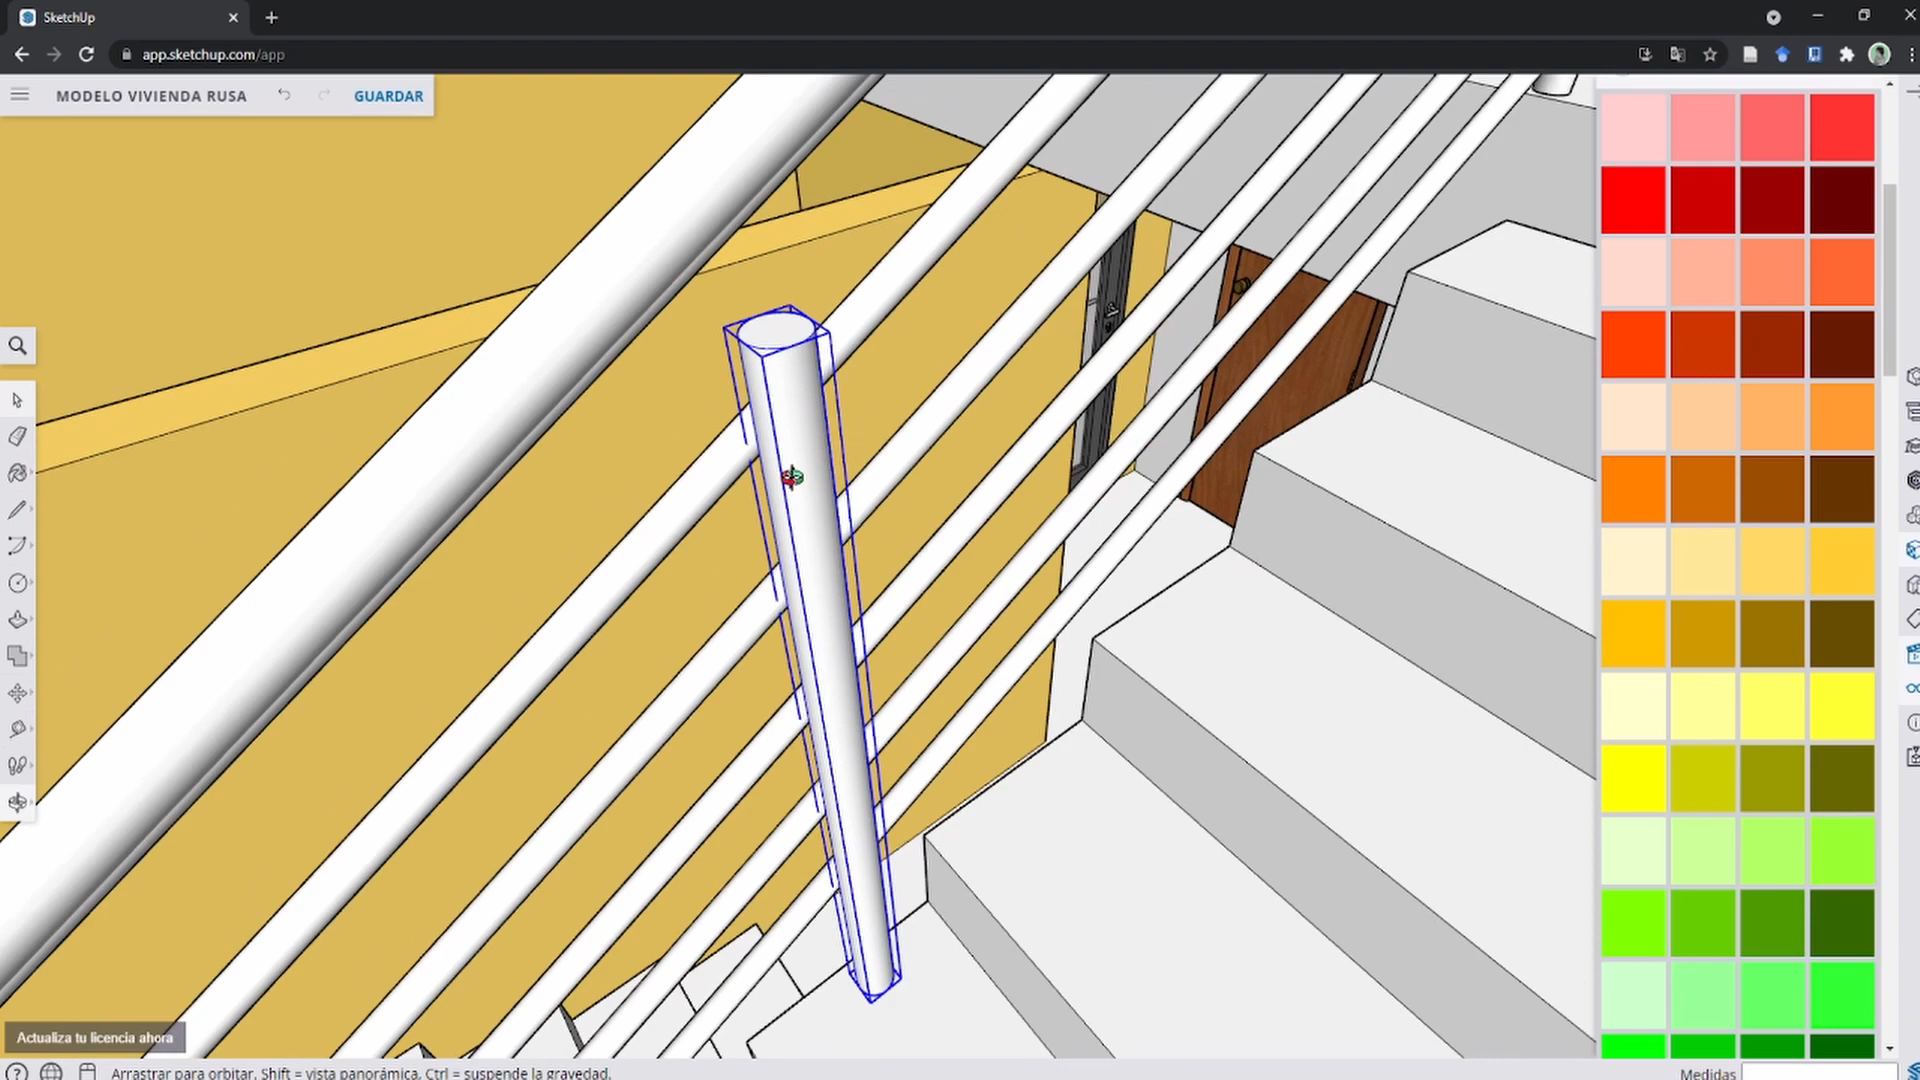 SketchUp
app.sketchup.com/app
MODELO VIVIENDA RUSA
GUARDAR
Actualiza tu licencia ahora
Arrastrar para orbitar. Shift = vista panorámica, Ctrl = suspende la gravedad.
Medidas